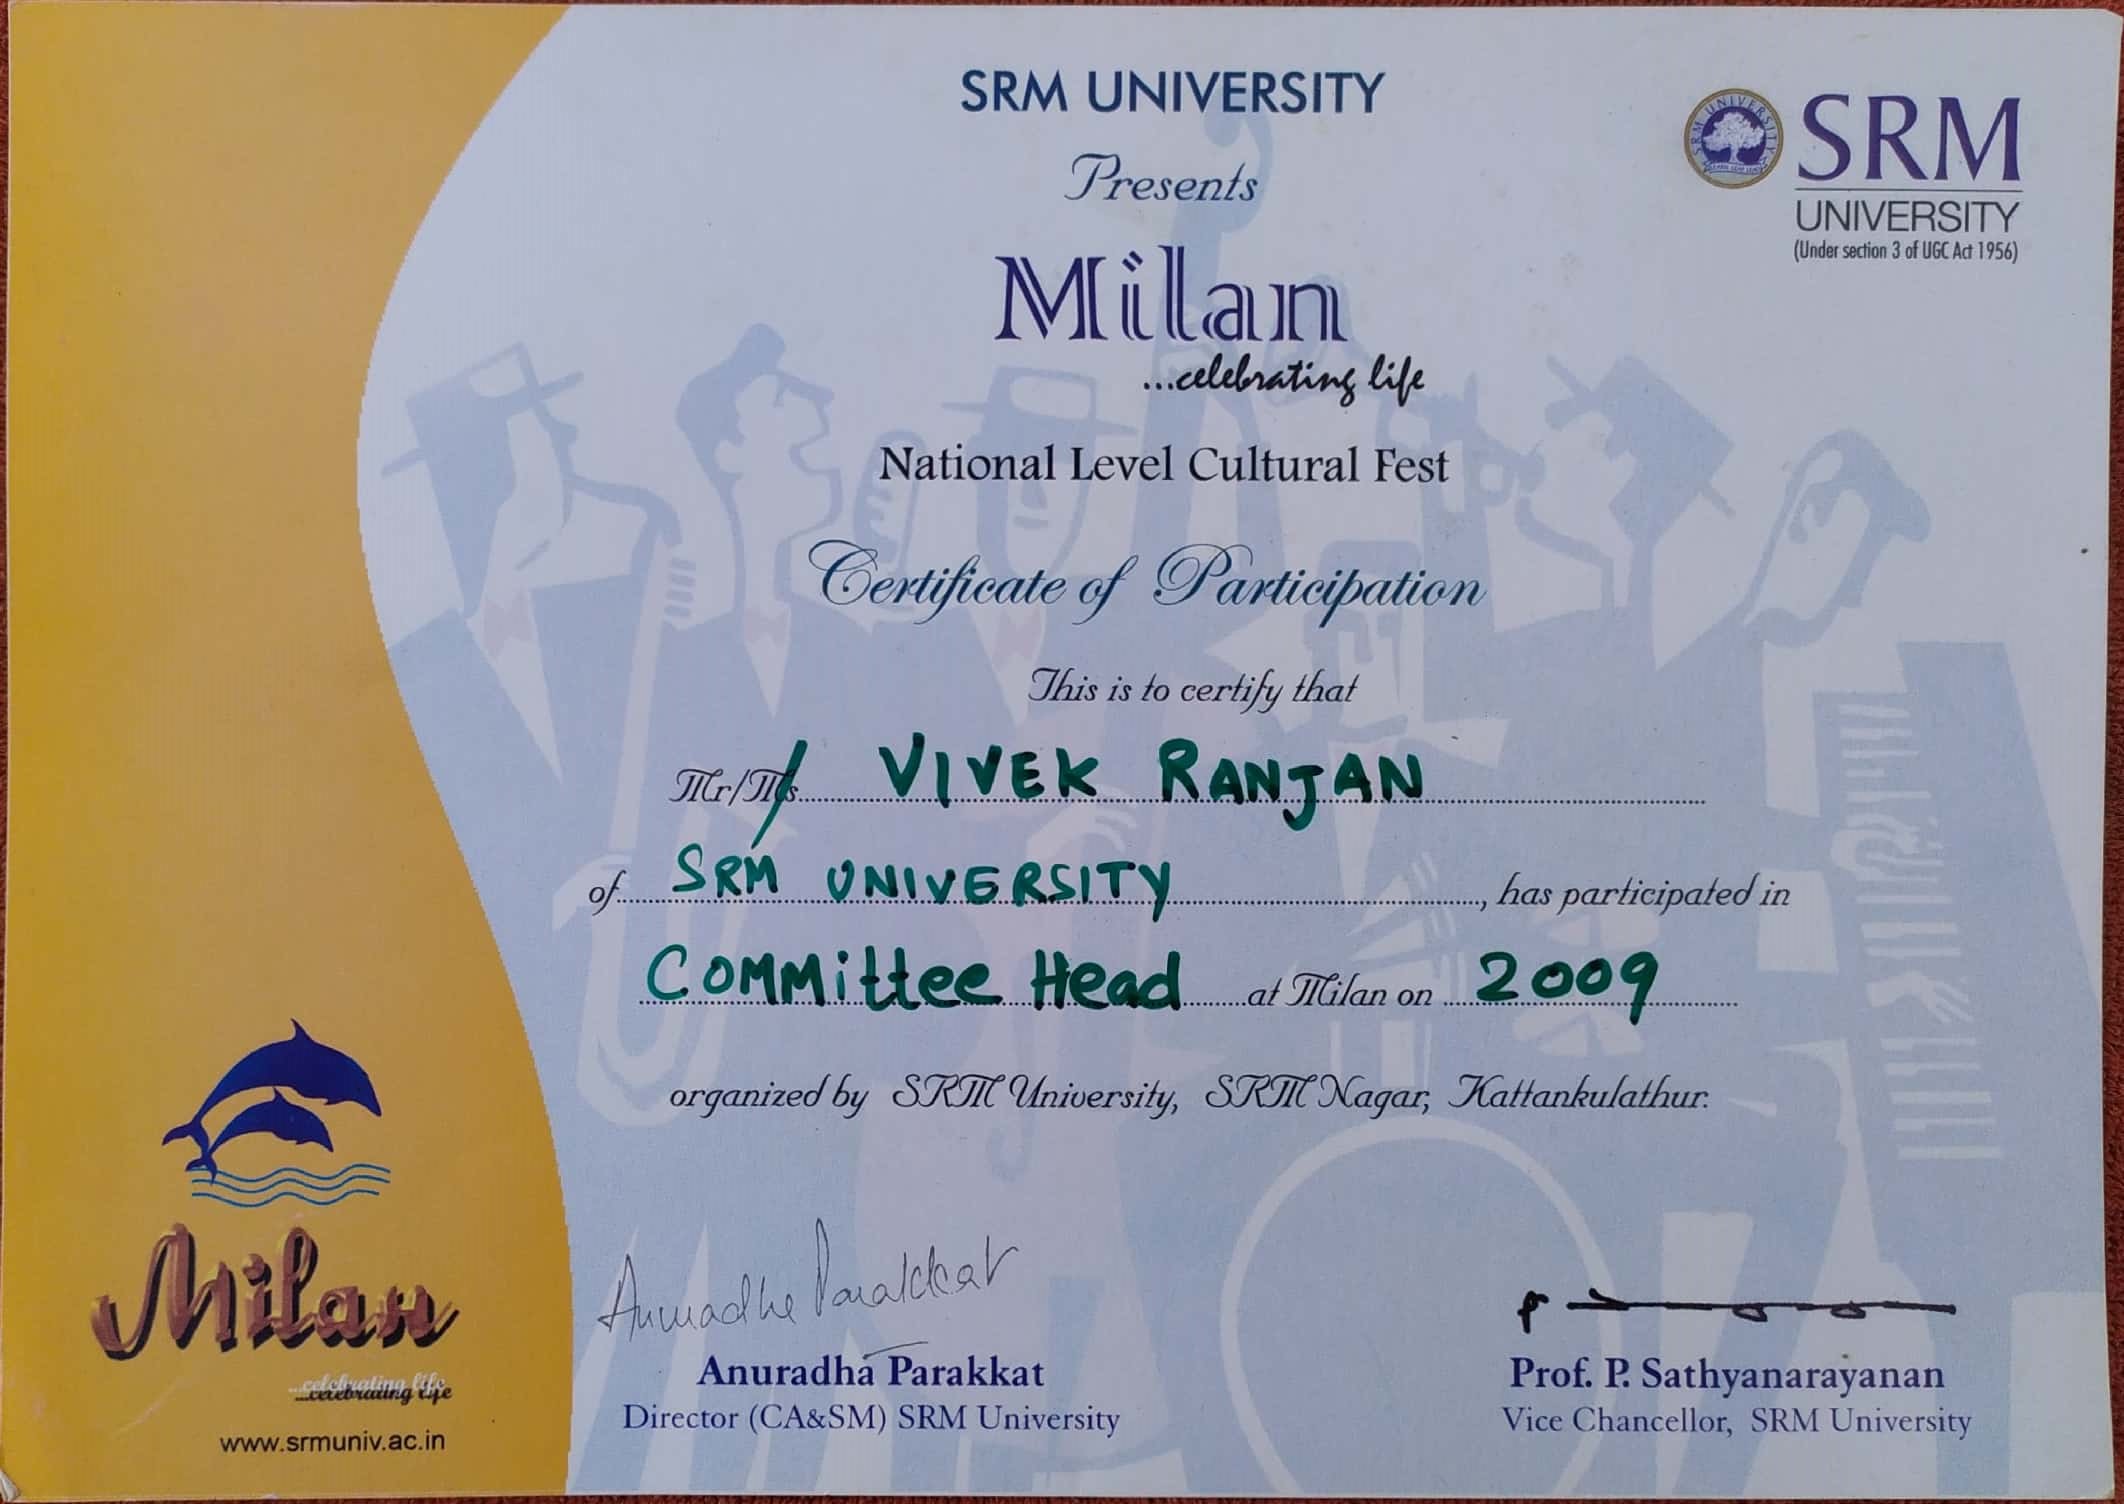 SRM UNIVERSITY
Presents
Milan
...celebrating life
National Level Cultural Fest
Certificate of Participation
This is to certify that
Mr/Ms. VIVEK RANJAN
of SRM UNIVERSITY, has participated in
Committee Head at Milan on 2009
organized by SRM University, SRM Nagar, Kattankulathur.
SRM UNIVERSITY
SRM
UNIVERSITY
(Under section 3 of UGC Act 1956)
Milan
...celebrating life
www.srmuniv.ac.in
Anuradha Parakkat
Anuradha Parakkat
Director (CA&SM) SRM University
Prof. P. Sathyanarayanan
Vice Chancellor, SRM University